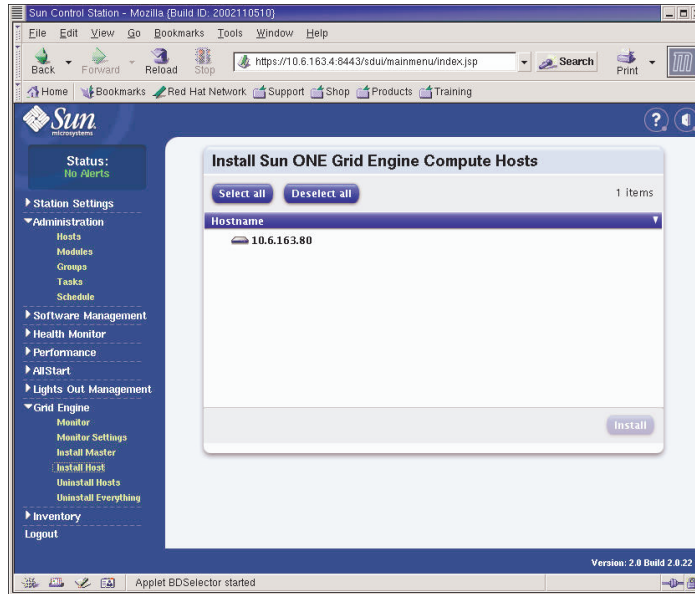 Sun Control Station - Mozilla {Build ID: 2002110510}
File Edit View Go Bookmarks Tools Window Help
Back Forward Reload Stop https://10.6.163.4:8443/sdui/mainmenu/index.jsp Search Print
Home Bookmarks Red Hat Network Support Shop Products Training
Sun
microsystems
?
Status:
No Alerts
Station Settings
Administration
Hosts
Modules
Groups
Tasks
Schedule
Software Management
Health Monitor
Performance
AllStart
Lights Out Management
Grid Engine
Monitor
Monitor Settings
Install Master
Install Host
Uninstall Hosts
Uninstall Everything
Inventory
Logout
Install Sun ONE Grid Engine Compute Hosts
Select all Deselect all 1 items
Hostname
10.6.163.80
Install
Version: 2.0 Build 2.0.22
Applet BDSelector started